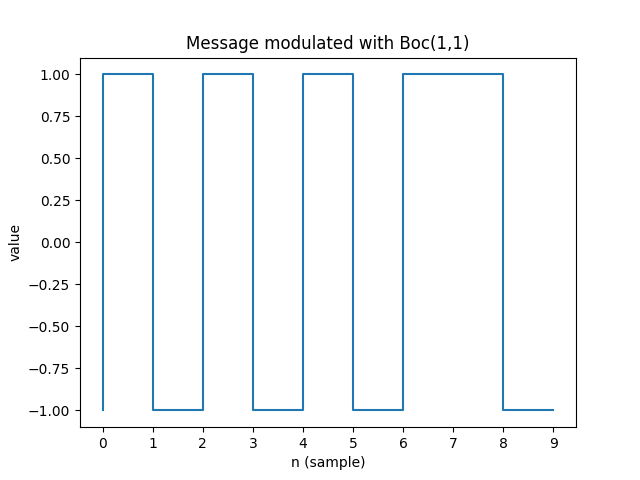 Message modulated with Boc(1,1)
1.00
0.75
0.50
0.25
0.00
−0.25
−0.50
−0.75
−1.00
value
0 1 2 3 4 5 6 7 8 9
n (sample)